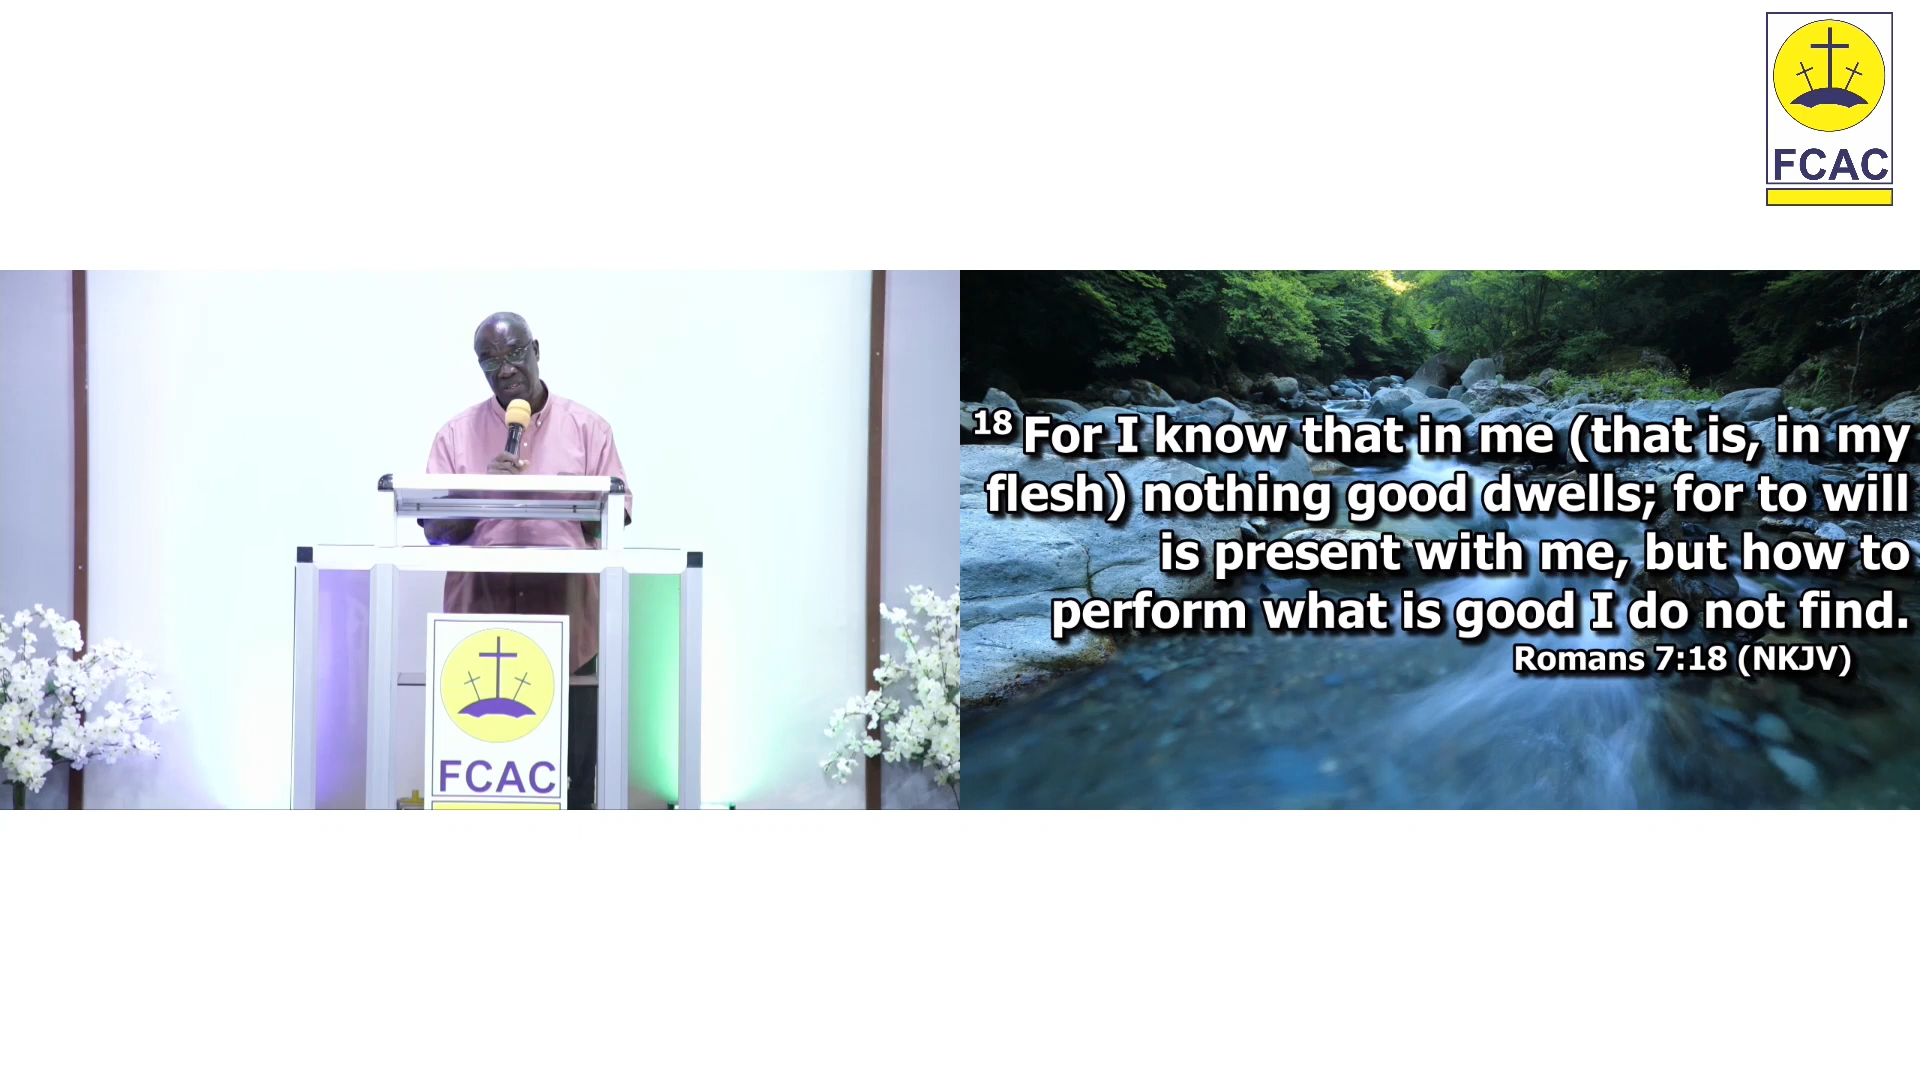 FCAC
18 For I know that in me (that is, in my
flesh) nothing good dwells; for to will
is present with me, but how to
perform what is good I do not find.
Romans 7:18 (NKJV)
FCAC